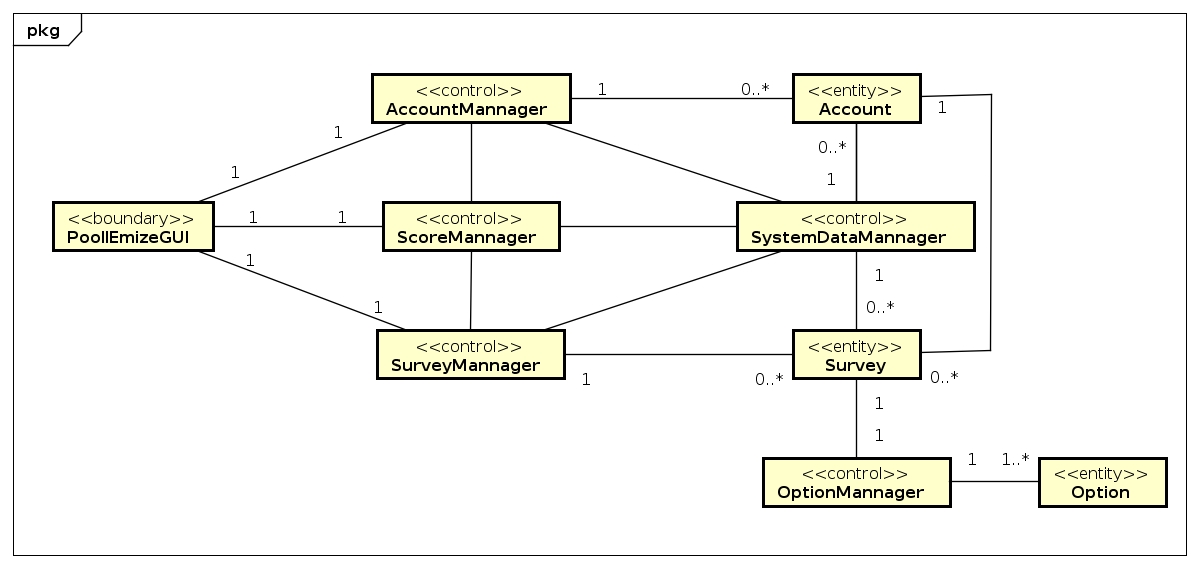 pkg
<<control>>
AccountMannager
1
0..*
<<entity>>
Account
1
1
1
0..*
1
<<boundary>>
PoollEmizeGUI
1
1
<<control>>
ScoreMannager
<<control>>
SystemDataMannager
1
1
1
0..*
<<control>>
SurveyMannager
1
0..*
<<entity>>
Survey
0..*
1
1
<<control>>
OptionMannager
1
1..*
<<entity>>
Option